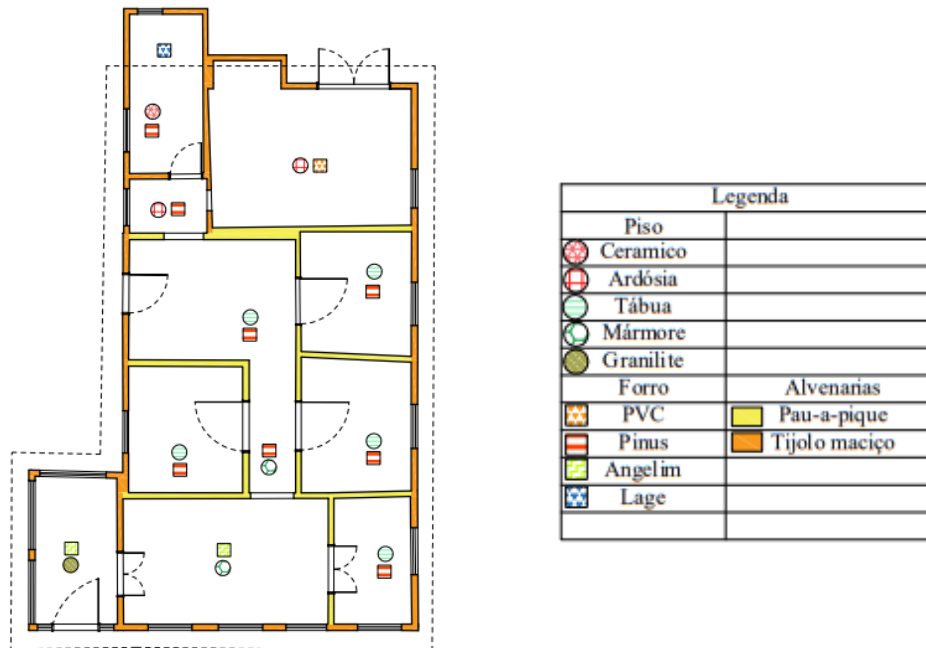 Legenda
Piso
Ceramico
Ardósia
Tábua
Mármore
Granilite
Forro Alvenarias
PVC Pau-a-pique
Pinus Tijolo maciço
Angelim
Lage